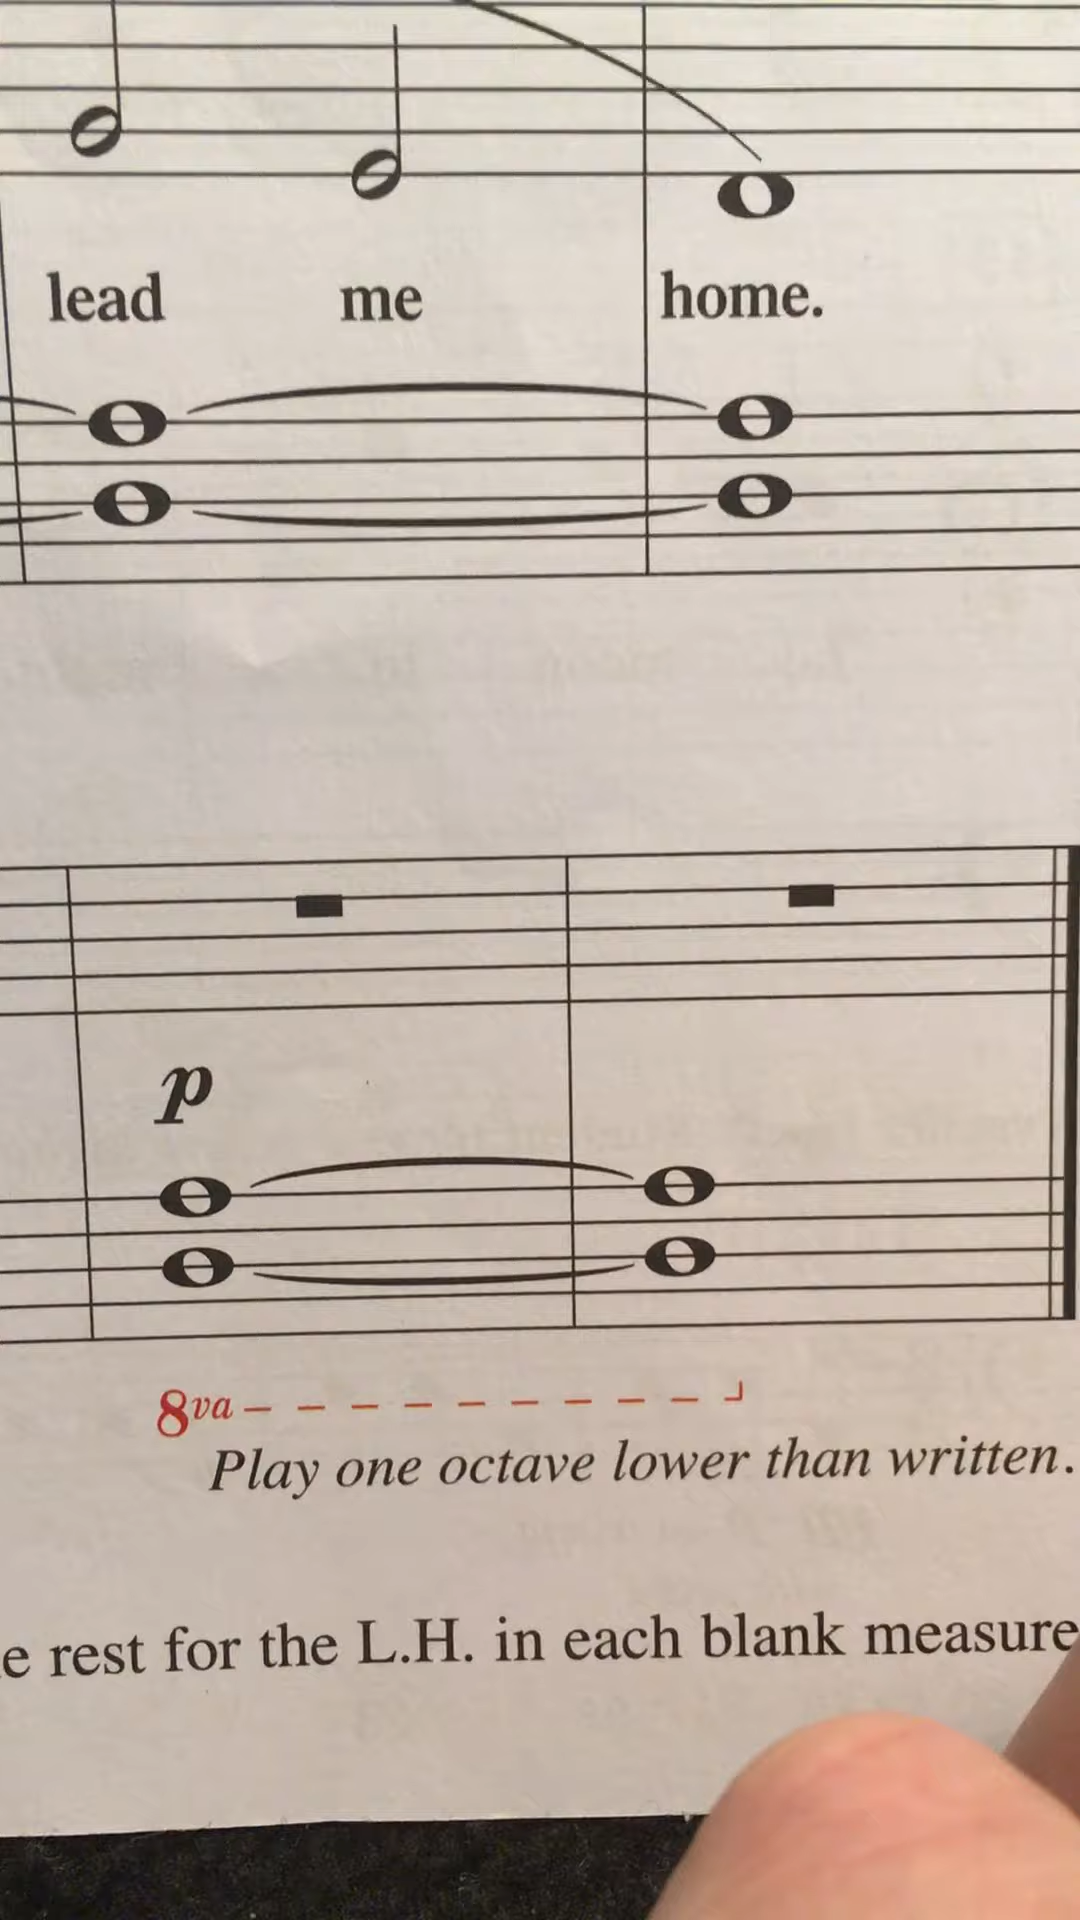 lead me home.
p
8va
Play one octave lower than written.
rest for the L.H. in each blank measure